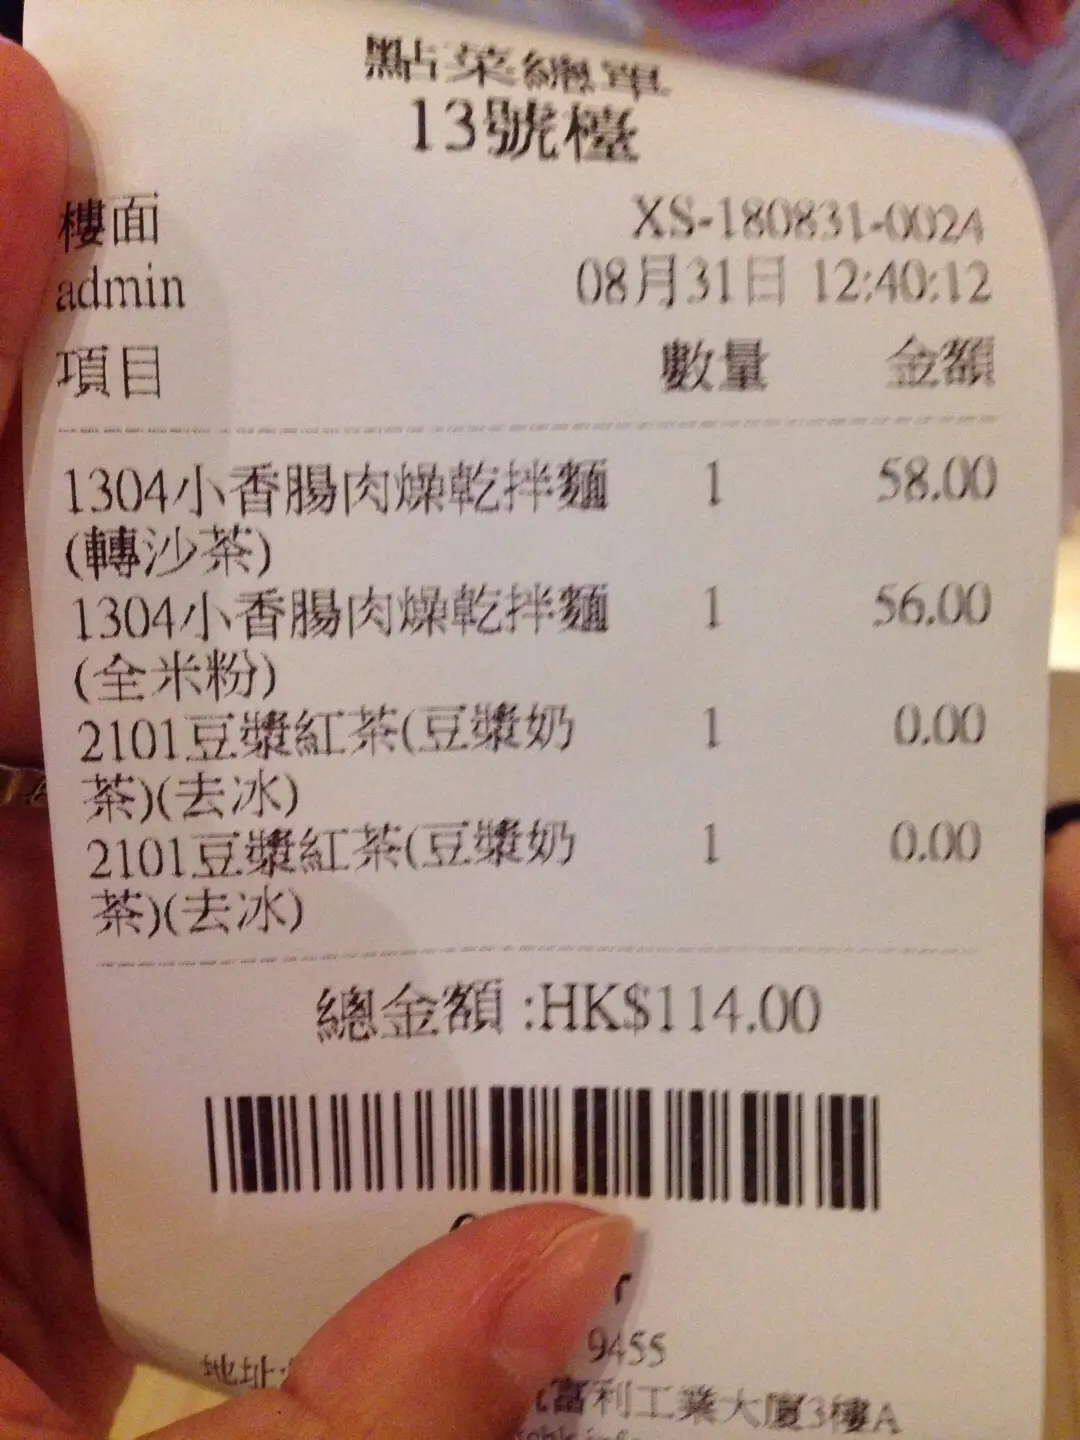 點菜總單
13號檯
樓面 XS-180831-0024
admin 08月31日 12:40:12
項目 數量 金額
1304小香腸肉燥乾拌麵 1 58.00
(轉沙茶)
1304小香腸肉燥乾拌麵 1 56.00
(全米粉)
2101豆漿紅茶(豆漿奶 1 0.00
茶)(去冰)
2101豆漿紅茶(豆漿奶 1 0.00
茶)(去冰)
總金額 :HK$114.00
9455
地址: 富利工業大廈3樓A